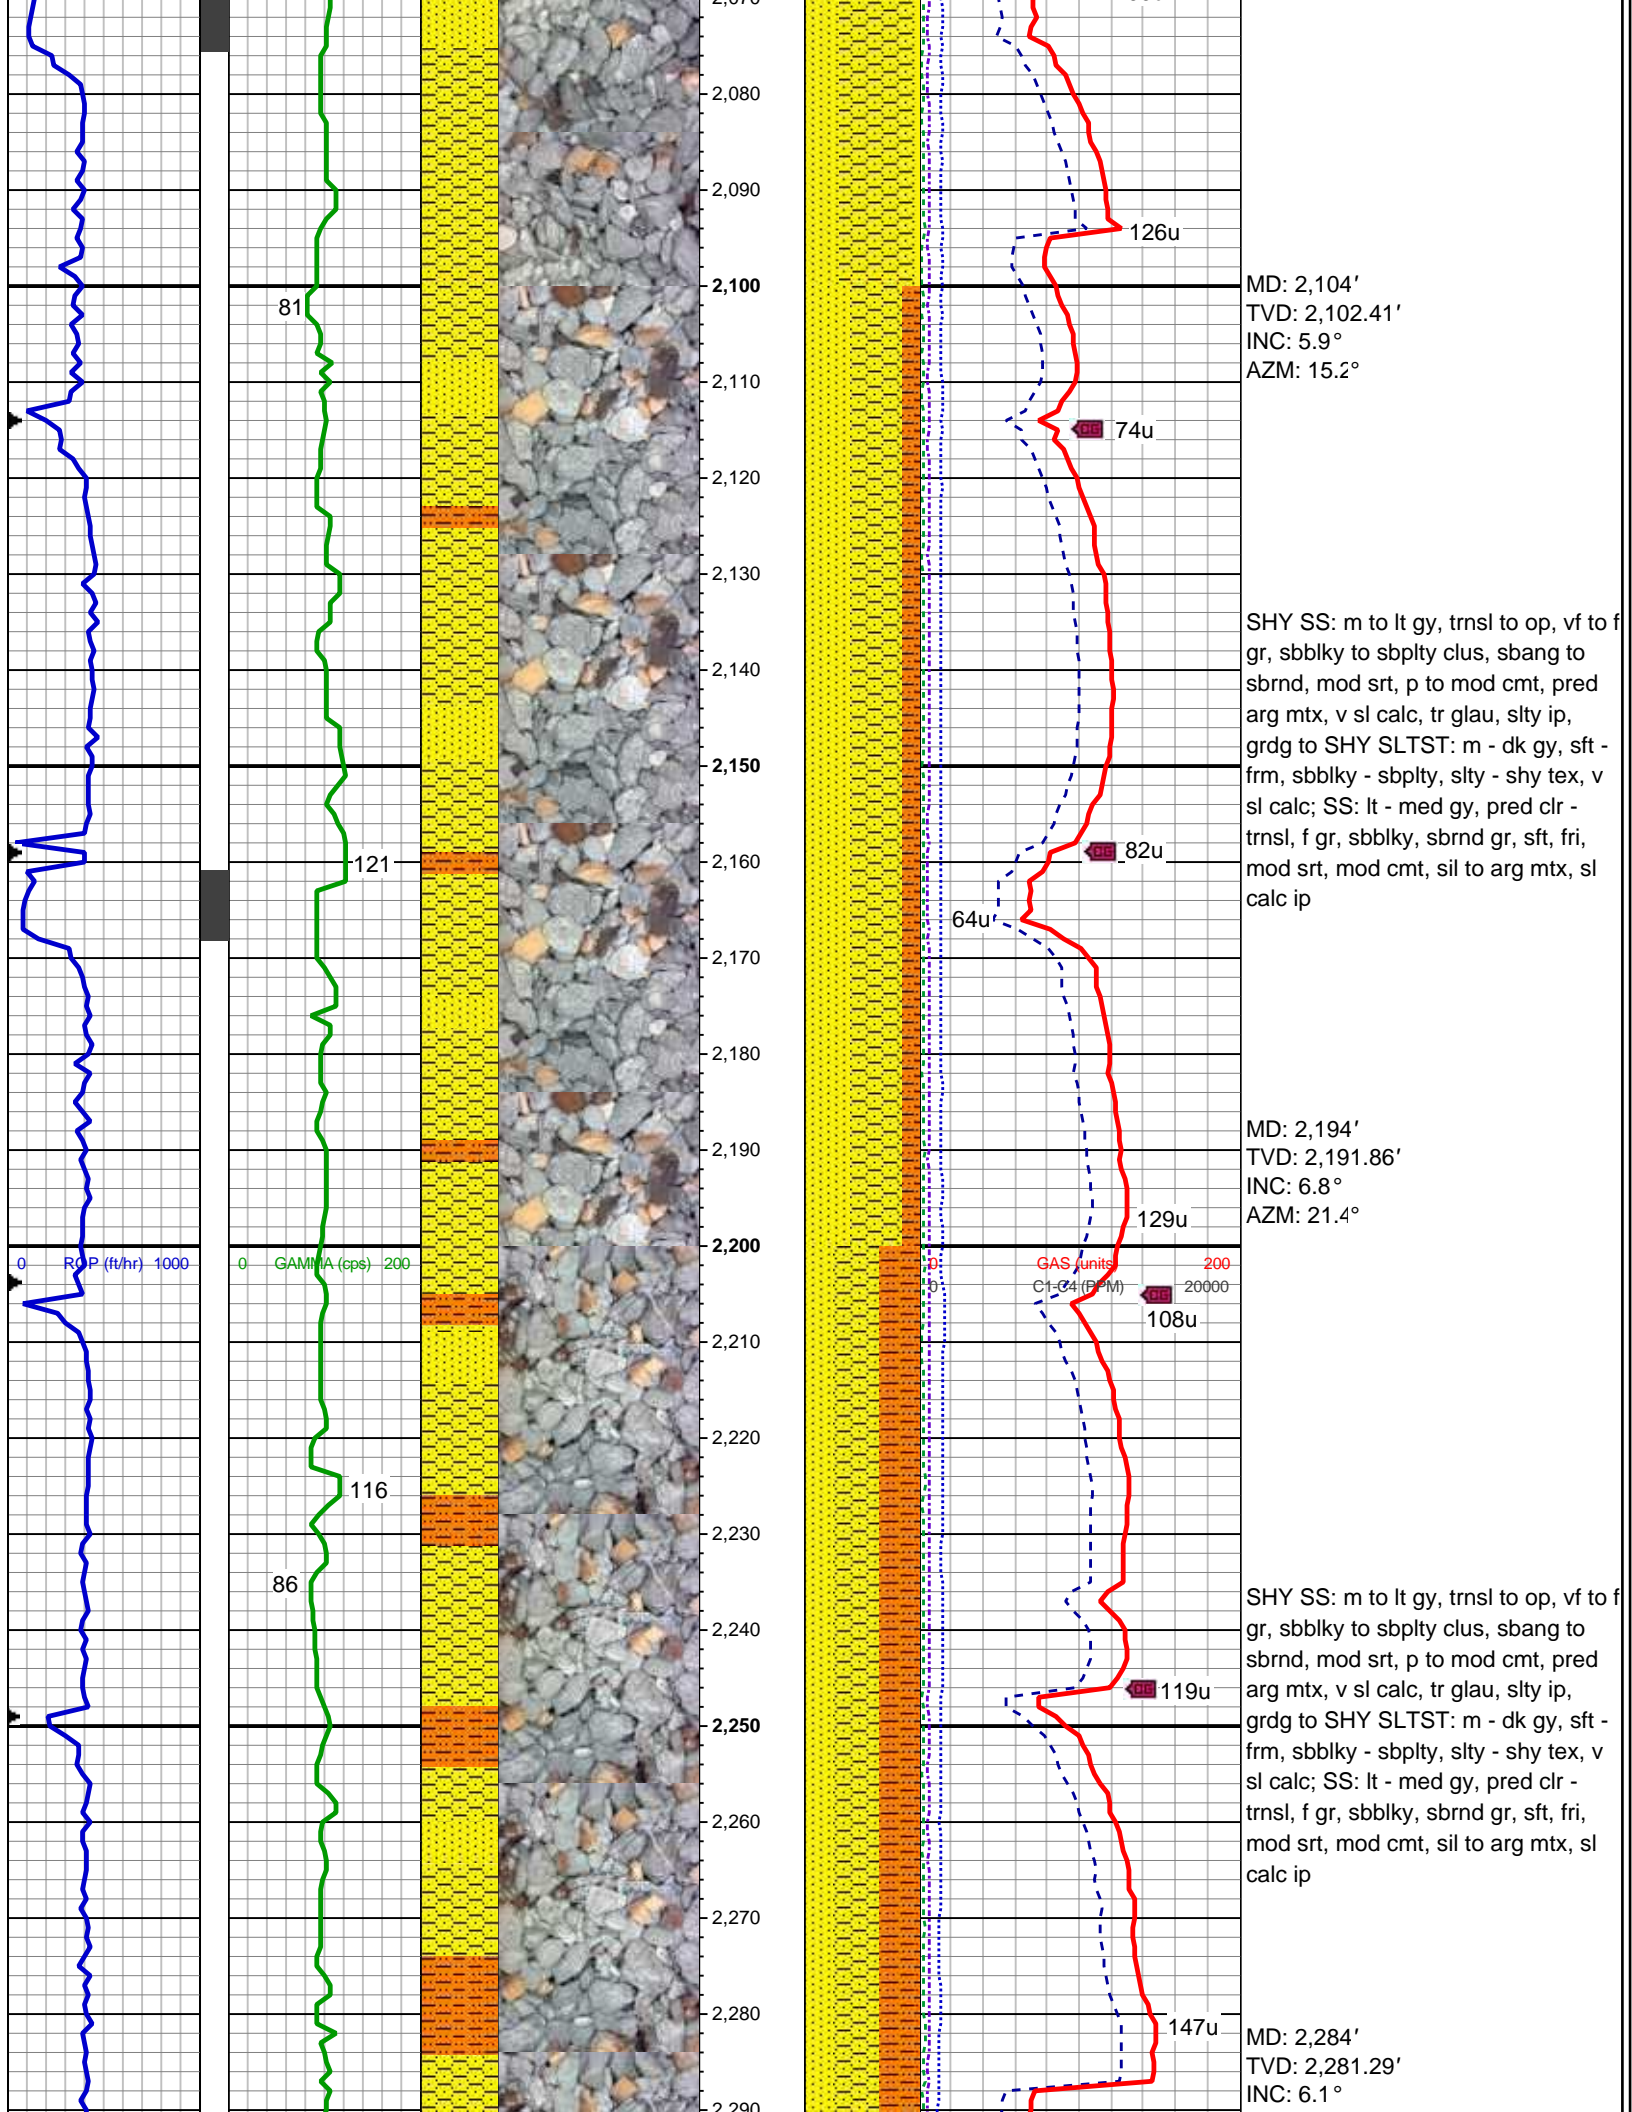 2,080
2,090
126u
2,100
MD: 2,104'
81
TVD: 2,102.41'
INC: 5.9°
AZM: 15.2°
2,110
CG 74u
2,120
2,130
SHY SS: m to lt gy, trnsl to op, vf to f
gr, sbblky to sbplty clus, sbang to
sbrnd, mod srt, p to mod cmt, pred
arg mtx, v sl calc, tr glau, slty ip,
grdg to SHY SLTST: m - dk gy, sft -
frm, sbblky - sbplty, slty - shy tex, v
sl calc; SS: lt - med gy, pred clr -
trnsl, f gr, sbblky, sbrnd gr, sft, fri,
mod srt, mod cmt, sil to arg mtx, sl
calc ip
2,140
2,150
CG 82u
121
2,160
64u
2,170
2,180
2,190
MD: 2,194'
TVD: 2,191.86'
INC: 6.8°
AZM: 21.4°
129u
2,200
0 ROP (ft/hr) 1000
0 GAMMA (cps) 200
0 GAS (units) 200
0 C1-C4 (PPM) 20000
CG
108u
2,210
2,220
116
2,230
86
2,240
SHY SS: m to lt gy, trnsl to op, vf to f
gr, sbblky to sbplty clus, sbang to
sbrnd, mod srt, p to mod cmt, pred
arg mtx, v sl calc, tr glau, slty ip,
grdg to SHY SLTST: m - dk gy, sft -
frm, sbblky - sbplty, slty - shy tex, v
sl calc; SS: lt - med gy, pred clr -
trnsl, f gr, sbblky, sbrnd gr, sft, fri,
mod srt, mod cmt, sil to arg mtx, sl
calc ip
CG 119u
2,250
2,260
2,270
2,280
147u
MD: 2,284'
TVD: 2,281.29'
INC: 6.1°
2,290